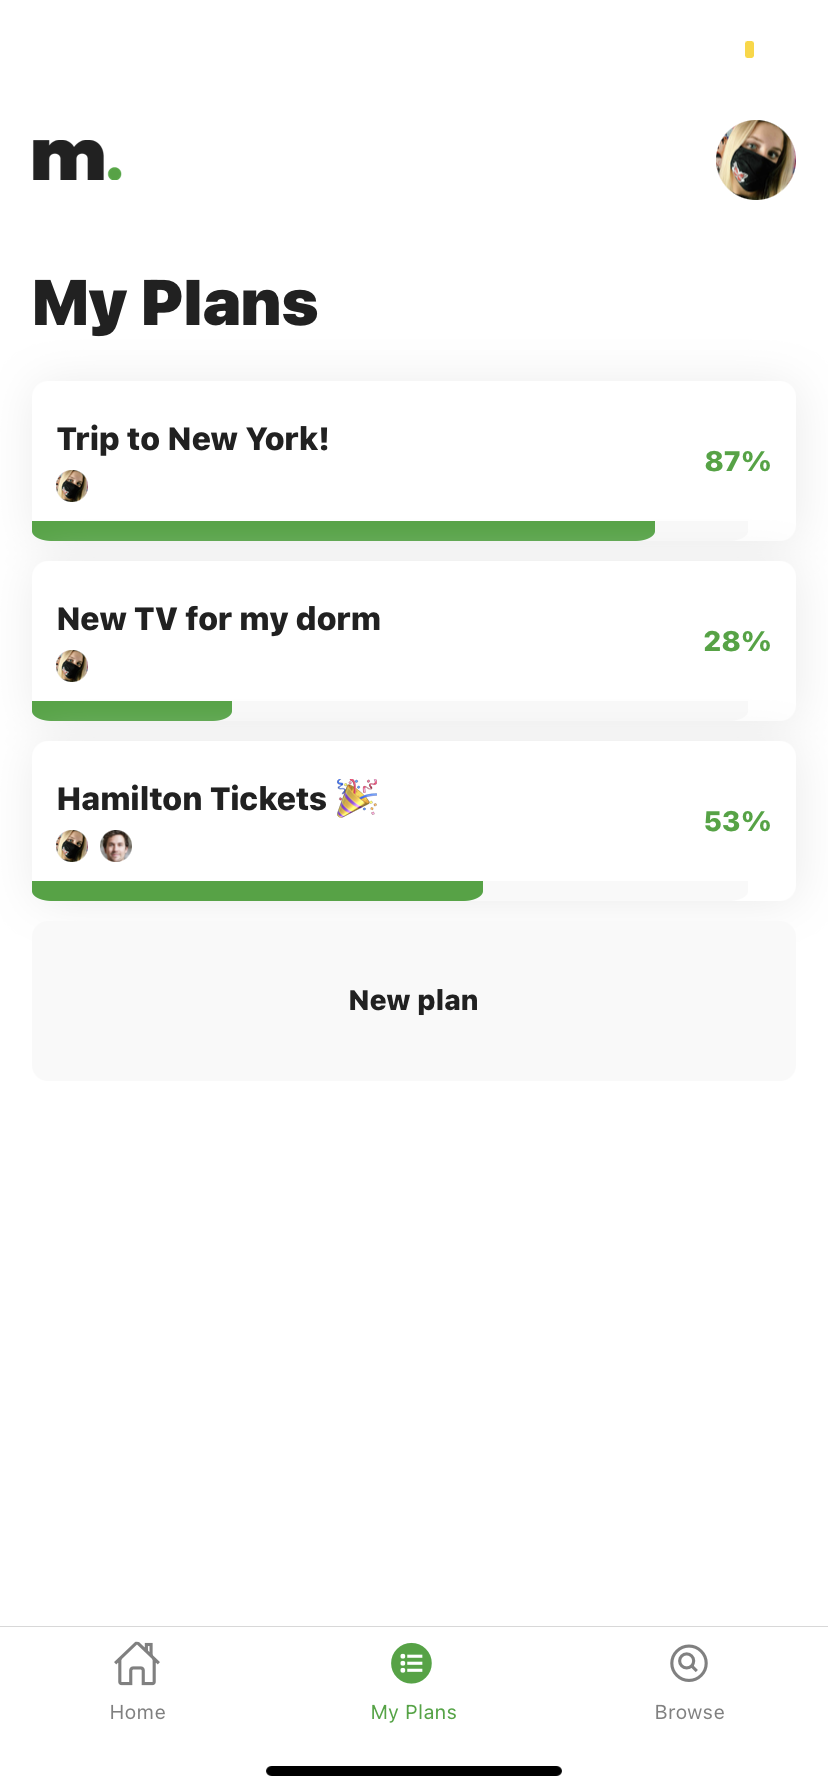 m.
My Plans
Trip to New York!
87%
New TV for my dorm
28%
Hamilton Tickets 🎉
53%
New plan
Home
My Plans
Browse